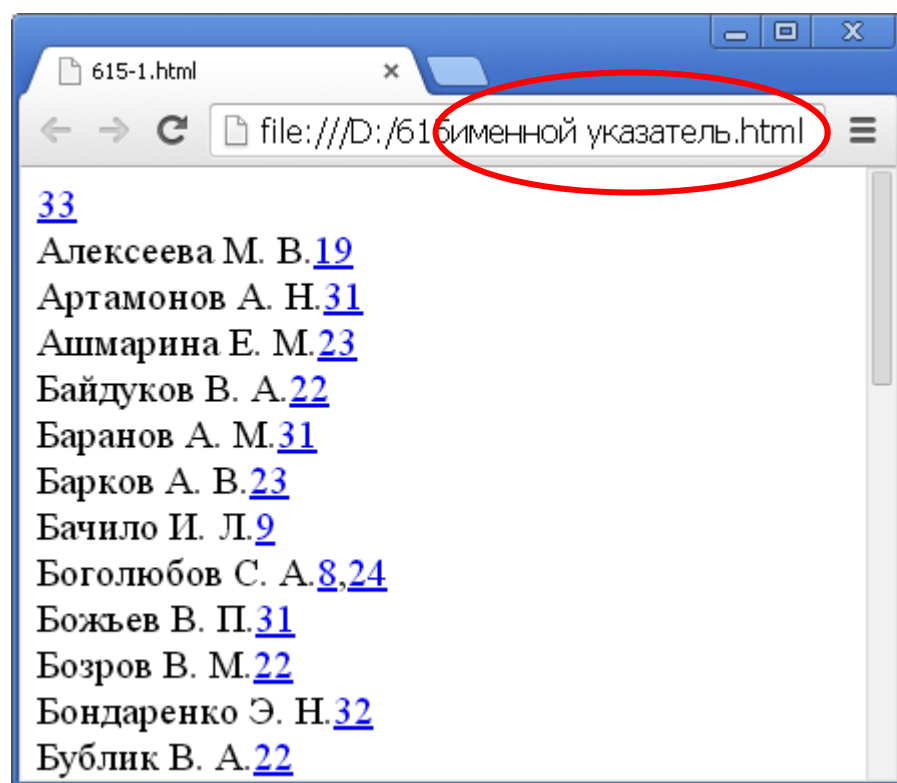 615-1.html
file:///D:/615именной указатель.html
33
Алексеева М. В.19
Артамонов А. Н.31
Ашмарина Е. М.23
Байдуков В. А.22
Баранов А. М.31
Барков А. В.23
Бачило И. Л.9
Боголюбов С. А.8,24
Божьев В. П.31
Бозров В. М.22
Бондаренко Э. Н.32
Бублик В. А.22